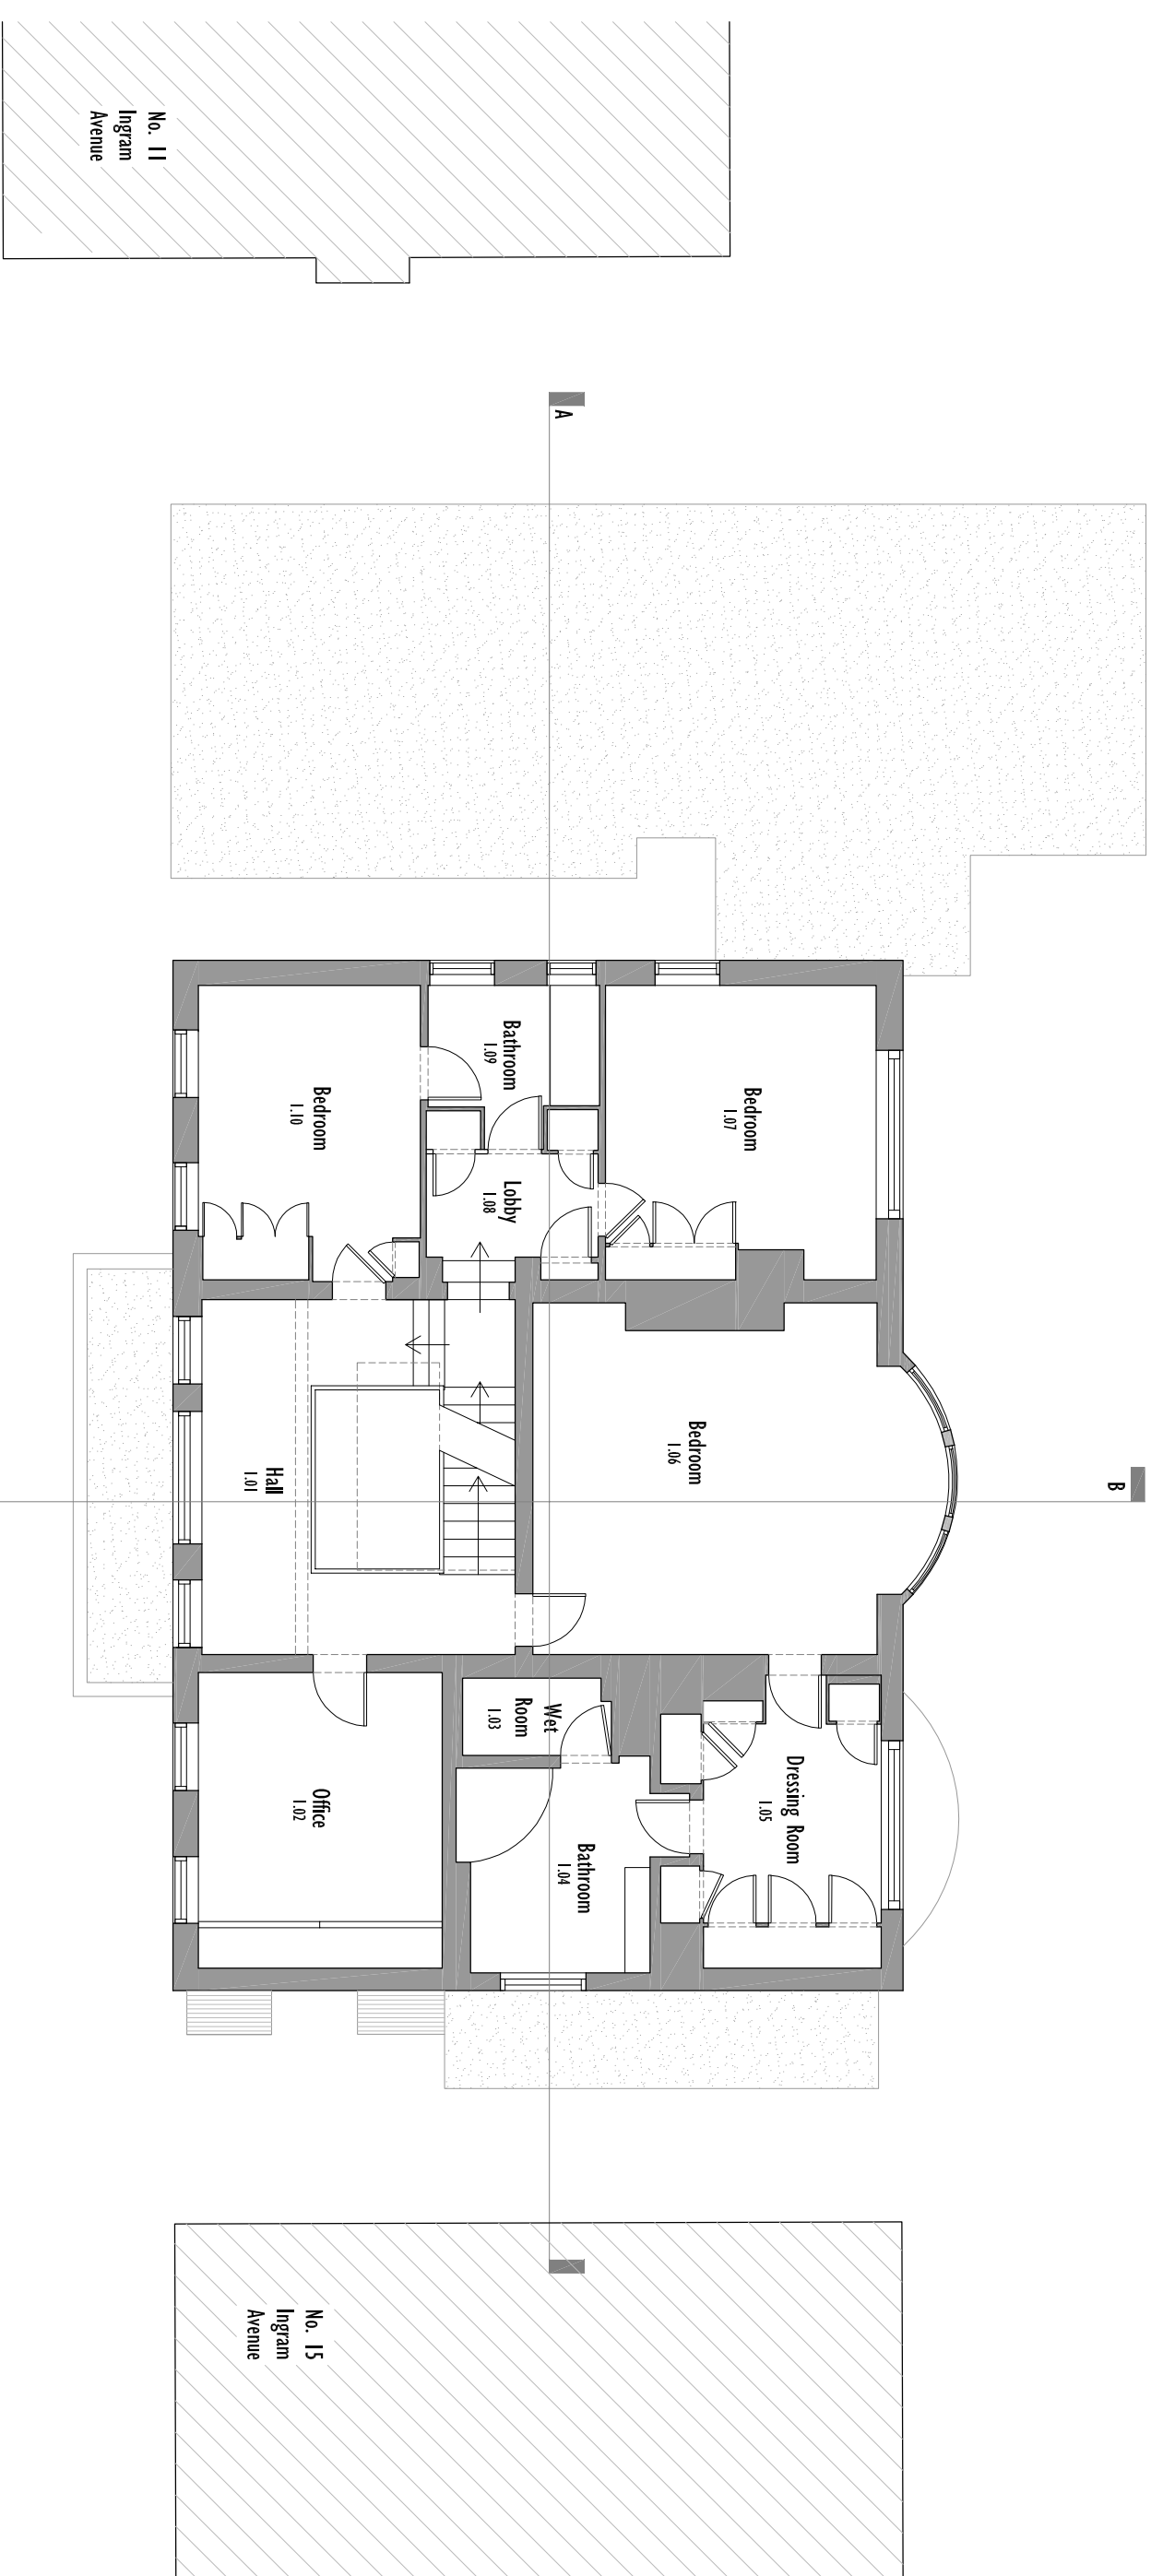 No. 11
Ingram
Avenue
A
B
Bedroom
1.07
Bathroom
1.09
Bedroom
1.10
Lobby
1.08
Bedroom
1.06
Hall
1.01
Dressing Room
1.05
Wet
Room
1.03
Bathroom
1.04
Office
1.02
No. 15
Ingram
Avenue